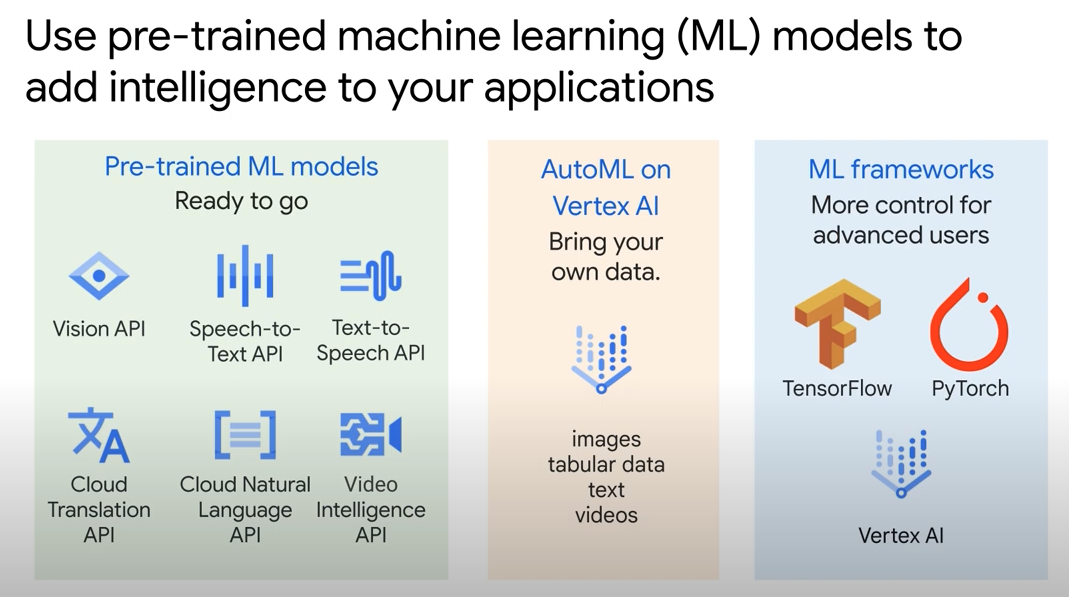 Use pre-trained machine learning (ML) models to
add intelligence to your applications
Pre-trained ML models
Ready to go
Vision API
Speech-to-
Text API
Text-to-
Speech API
Cloud
Translation
API
Cloud Natural
Language
API
Video
Intelligence
API
AutoML on
Vertex AI
Bring your
own data.
images
tabular data
text
videos
ML frameworks
More control for
advanced users
TensorFlow
PyTorch
Vertex AI